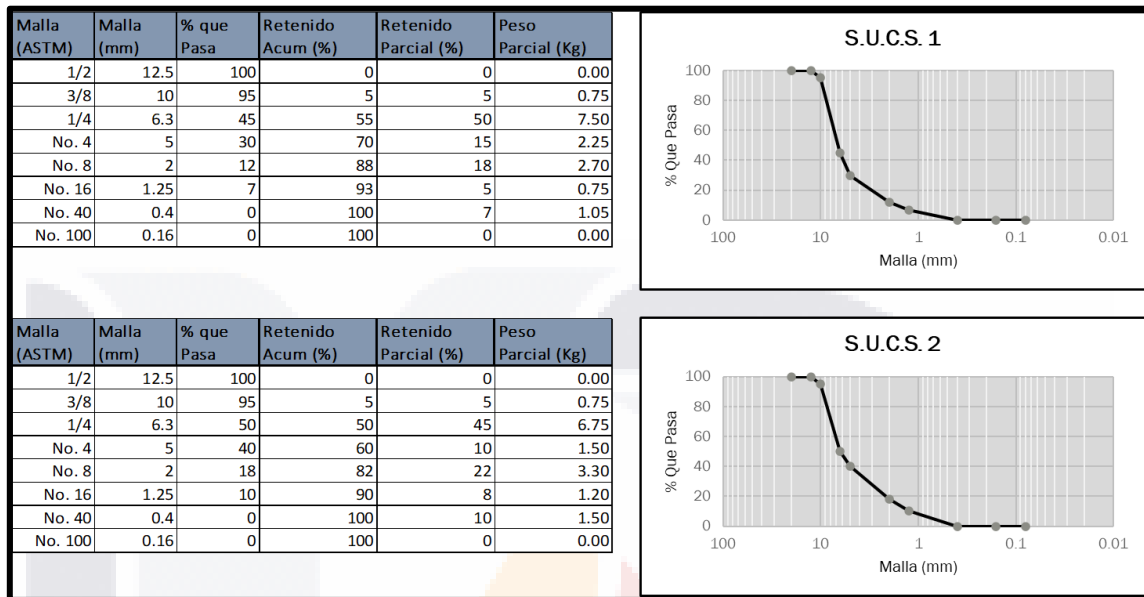 Malla (ASTM) Malla (mm) % que Pasa Retenido Acum (%) Retenido Parcial (%) Peso Parcial (Kg)
1/2 12.5 100 0 0 0.00
3/8 10 95 5 5 0.75
1/4 6.3 45 55 50 7.50
No. 4 5 30 70 15 2.25
No. 8 2 12 88 18 2.70
No. 16 1.25 7 93 5 0.75
No. 40 0.4 0 100 7 1.05
No. 100 0.16 0 100 0 0.00
S.U.C.S. 1
% Que Pasa
100
80
60
40
20
0
100 10 1 0.1 0.01
Malla (mm)
Malla (ASTM) Malla (mm) % que Pasa Retenido Acum (%) Retenido Parcial (%) Peso Parcial (Kg)
1/2 12.5 100 0 0 0.00
3/8 10 95 5 5 0.75
1/4 6.3 50 50 45 6.75
No. 4 5 40 60 10 1.50
No. 8 2 18 82 22 3.30
No. 16 1.25 10 90 8 1.20
No. 40 0.4 0 100 10 1.50
No. 100 0.16 0 100 0 0.00
S.U.C.S. 2
% Que Pasa
100
80
60
40
20
0
100 10 1 0.1 0.01
Malla (mm)